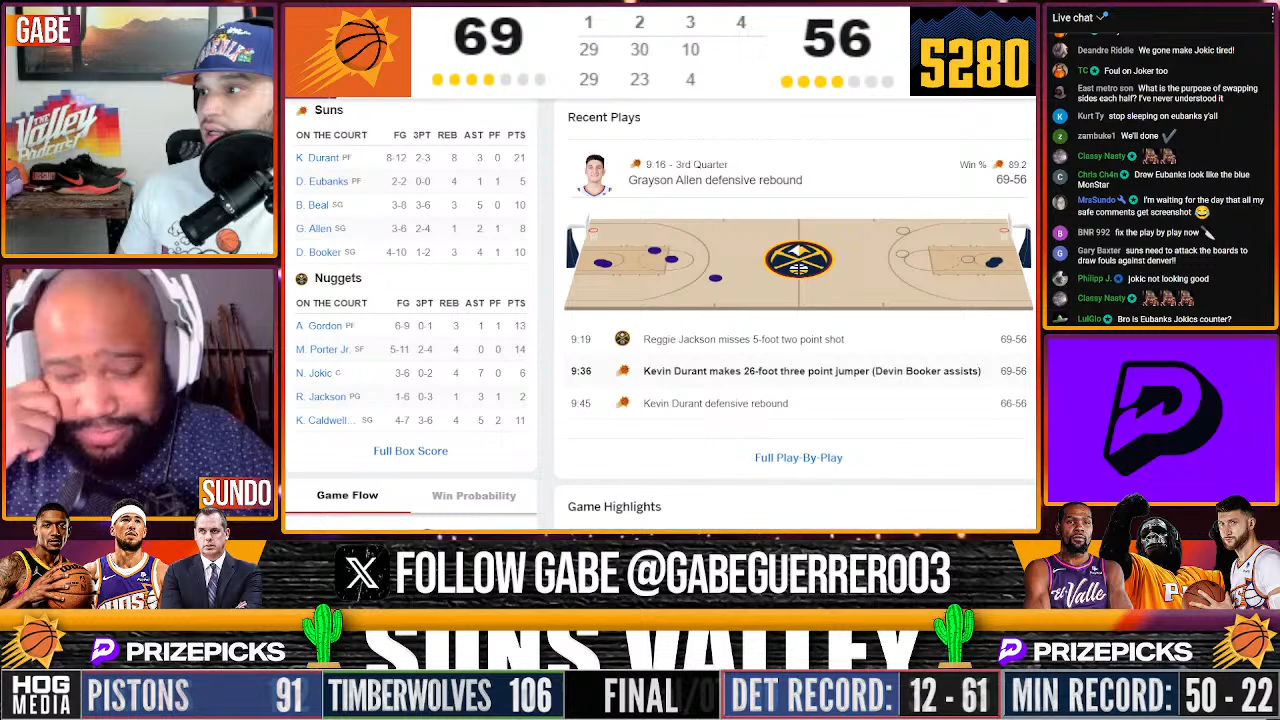 GABE
69
1 2 3 4
29 30 10
29 23 4
56
5280
Suns
ON THE COURT FG 3PT REB AST PF PTS
K. Durant PF 8-12 2-3 8 3 0 21
D. Eubanks PF 2-2 0-0 4 1 1 5
B. Beal SG 3-8 3-6 3 5 0 10
G. Allen SG 3-6 2-4 1 2 1 8
D. Booker SG 4-10 1-2 3 4 1 10
Nuggets
ON THE COURT FG 3PT REB AST PF PTS
A. Gordon PF 6-9 0-1 3 1 1 13
M. Porter Jr. SF 5-11 2-4 4 0 0 14
N. Jokic C 3-6 0-2 4 7 0 6
R. Jackson PG 1-6 0-3 1 3 1 2
K. Caldwell... SG 4-7 3-6 4 5 2 11
Full Box Score
Game Flow Win Probability
Recent Plays
9:16 - 3rd Quarter Win % 89.2
Grayson Allen defensive rebound 69-56
9:19 Reggie Jackson misses 5-foot two point shot 69-56
9:36 Kevin Durant makes 26-foot three point jumper (Devin Booker assists) 69-56
9:45 Kevin Durant defensive rebound 66-56
Full Play-By-Play
Game Highlights
Live chat
Deandre Riddle We gone make Jokic tired!
TC Foul on Joker too
East metro son What is the purpose of swapping
sides each half? I've never understood it
Kurt Ty stop sleeping on eubanks y'all
zambuke1 We'll done
Classy Nasty
Chris Ch4n Drew Eubanks look like the blue
MonStar
MrsSundo I'm waiting for the day that all my
safe comments get screenshot
BNR 992 fix the play by play now
Gary Baxter suns need to attack the boards to
draw fouls against denver!!
Philipp J. Jokic not looking good
Classy Nasty
LulGlo Bro is Eubanks Jokics counter?
The Valley
Podcast
SUNDO
FOLLOW GABE @GABEGUERRERO03
PRIZEPICKS
SUNS VALLEY
PRIZEPICKS
HOG
MEDIA
PISTONS 91 TIMBERWOLVES 106 FINAL DET RECORD: 12 - 61 MIN RECORD: 50 - 22